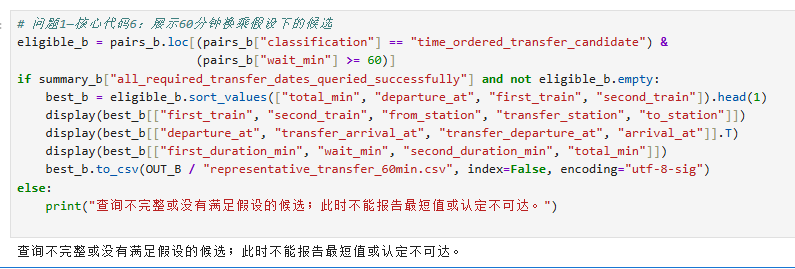 # 问题1—核心代码6：展示60分钟换乘假设下的候选
eligible_b = pairs_b.loc[(pairs_b["classification"] == "time_ordered_transfer_candidate") &
                         (pairs_b["wait_min"] >= 60)]
if summary_b["all_required_transfer_dates_queried_successfully"] and not eligible_b.empty:
    best_b = eligible_b.sort_values(["total_min", "departure_at", "first_train", "second_train"]).head(1)
    display(best_b[["first_train", "second_train", "from_station", "transfer_station", "to_station"]])
    display(best_b[["departure_at", "transfer_arrival_at", "transfer_departure_at", "arrival_at"]].T)
    display(best_b[["first_duration_min", "wait_min", "second_duration_min", "total_min"]])
    best_b.to_csv(OUT_B / "representative_transfer_60min.csv", index=False, encoding="utf-8-sig")
else:
    print("查询不完整或没有满足假设的候选；此时不能报告最短值或认定不可达。")
查询不完整或没有满足假设的候选；此时不能报告最短值或认定不可达。